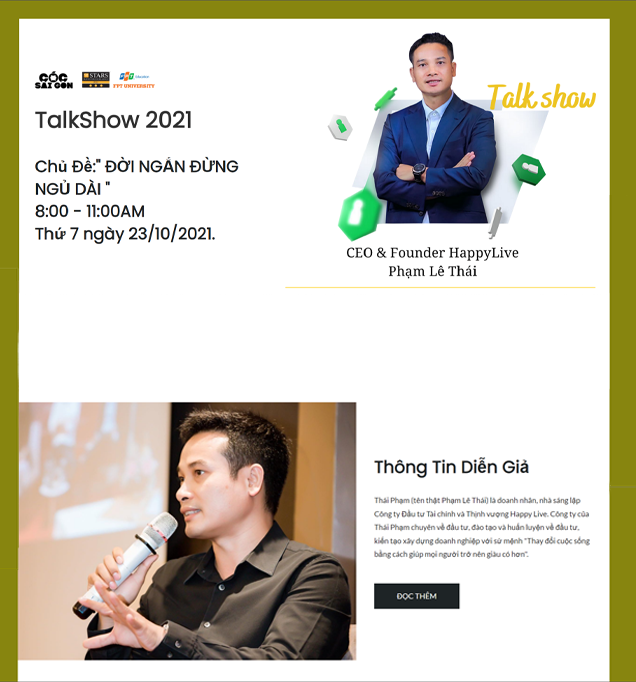 CÓC
SÀI GÒN
STARS
FPT Education
FPT UNIVERSITY
Talk show
TalkShow 2021
Chủ Đề:" ĐỜI NGẮN ĐỪNG
NGỦ DÀI "
8:00 - 11:00AM
Thứ 7 ngày 23/10/2021.
CEO & Founder HappyLive
Phạm Lê Thái
Thông Tin Diễn Giả
Thái Phạm (tên thật Phạm Lê Thái) là doanh nhân, nhà sáng lập
Công ty Đầu tư Tài chính và Thịnh vượng Happy Live. Công ty của
Thái Phạm chuyên về đầu tư, đào tạo và huấn luyện về đầu tư,
kiến tạo xây dựng doanh nghiệp với sứ mệnh "Thay đổi cuộc sống
bằng cách giúp mọi người trở nên giàu có hơn".
ĐỌC THÊM